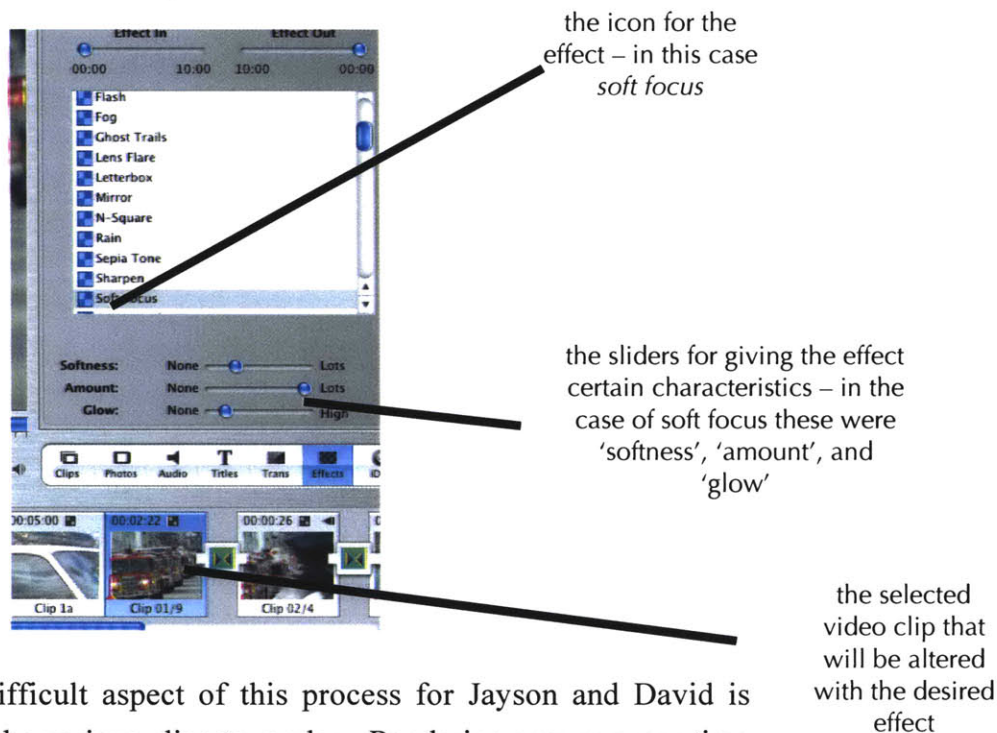 the icon for the
effect – in this case
soft focus
Effect In Effect Out
00:00 10:00 10:00 00:00
Flash
Fog
Ghost Trails
Lens Flare
Letterbox
Mirror
N-Square
Rain
Sepia Tone
Sharpen
Soft Focus
Softness: None Lots
Amount: None Lots
Glow: None High
the sliders for giving the effect
certain characteristics – in the
case of soft focus these were
'softness', 'amount', and
'glow'
Clips Photos Audio Titles Trans Effects
00:05:00 00:02:22 00:00:26
Clip 1a Clip 01/9 Clip 02/4
the selected
video clip that
will be altered
with the desired
effect
ifficult aspect of this process for Jayson and David is